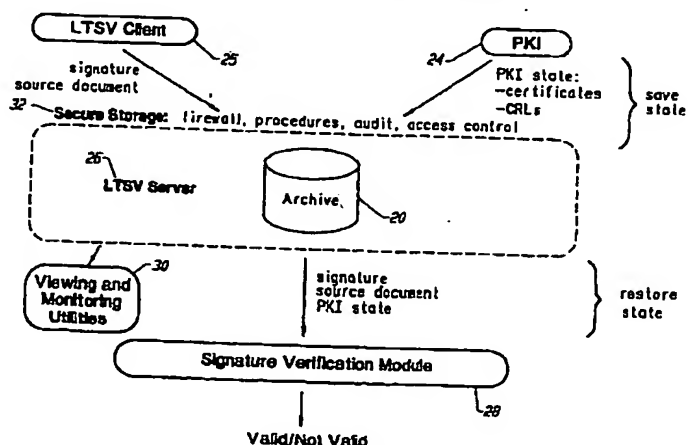 LTSV Client
25
signature
source document
PKI
24
PKI state:
-certificates
-CRLs
save
state
32
Secure Storage: firewall, procedures, audit, access control
26
LTSV Server
Archive
20
30
Viewing and
Monitoring
Utilities
signature
source document
PKI state
restore
state
Signature Verification Module
28
Valid/Not Valid